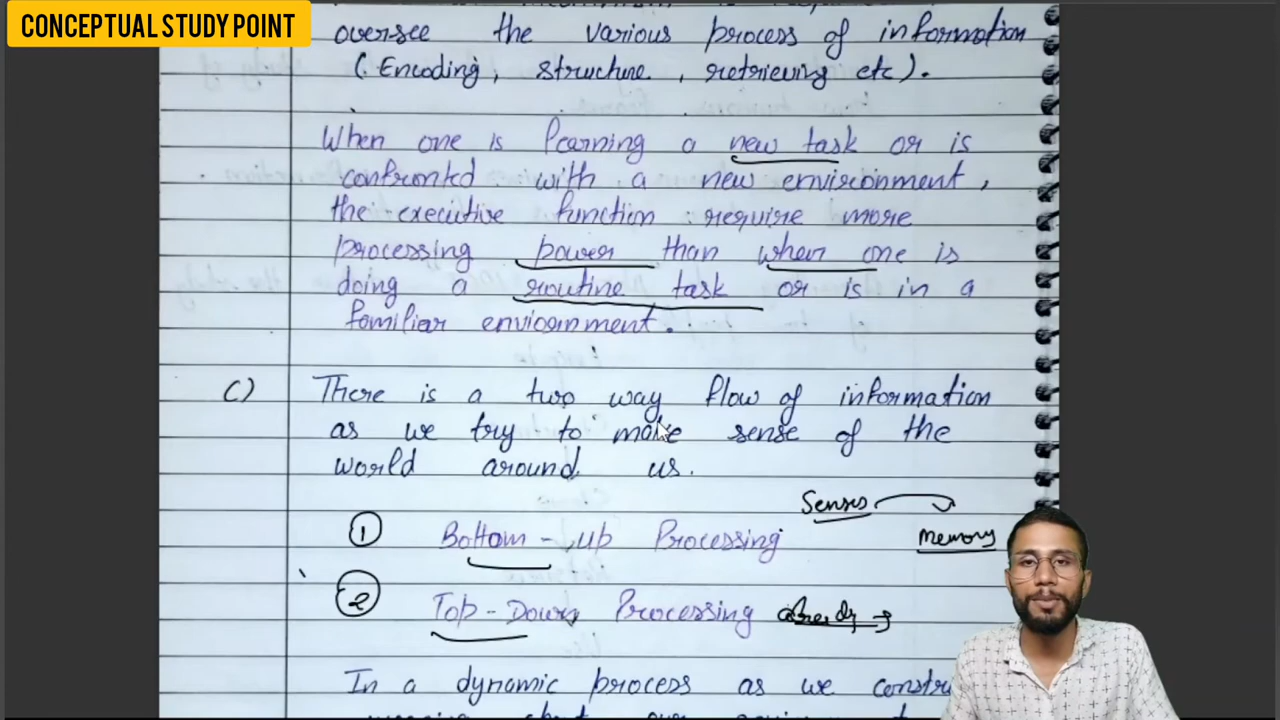 CONCEPTUAL STUDY POINT
oversee the various process of information
(Encoding, structure, retrieving etc).
When one is learning a new task or is
confronted with a new environment,
the executive function require more
processing power than when one is
doing a routine task or is in a
familiar environment.
C) There is a two way flow of information
as we try to make sense of the
world around us.
Senses
① Bottom-up Processing
Memory
② Top-Down Processing
In a dynamic process as we